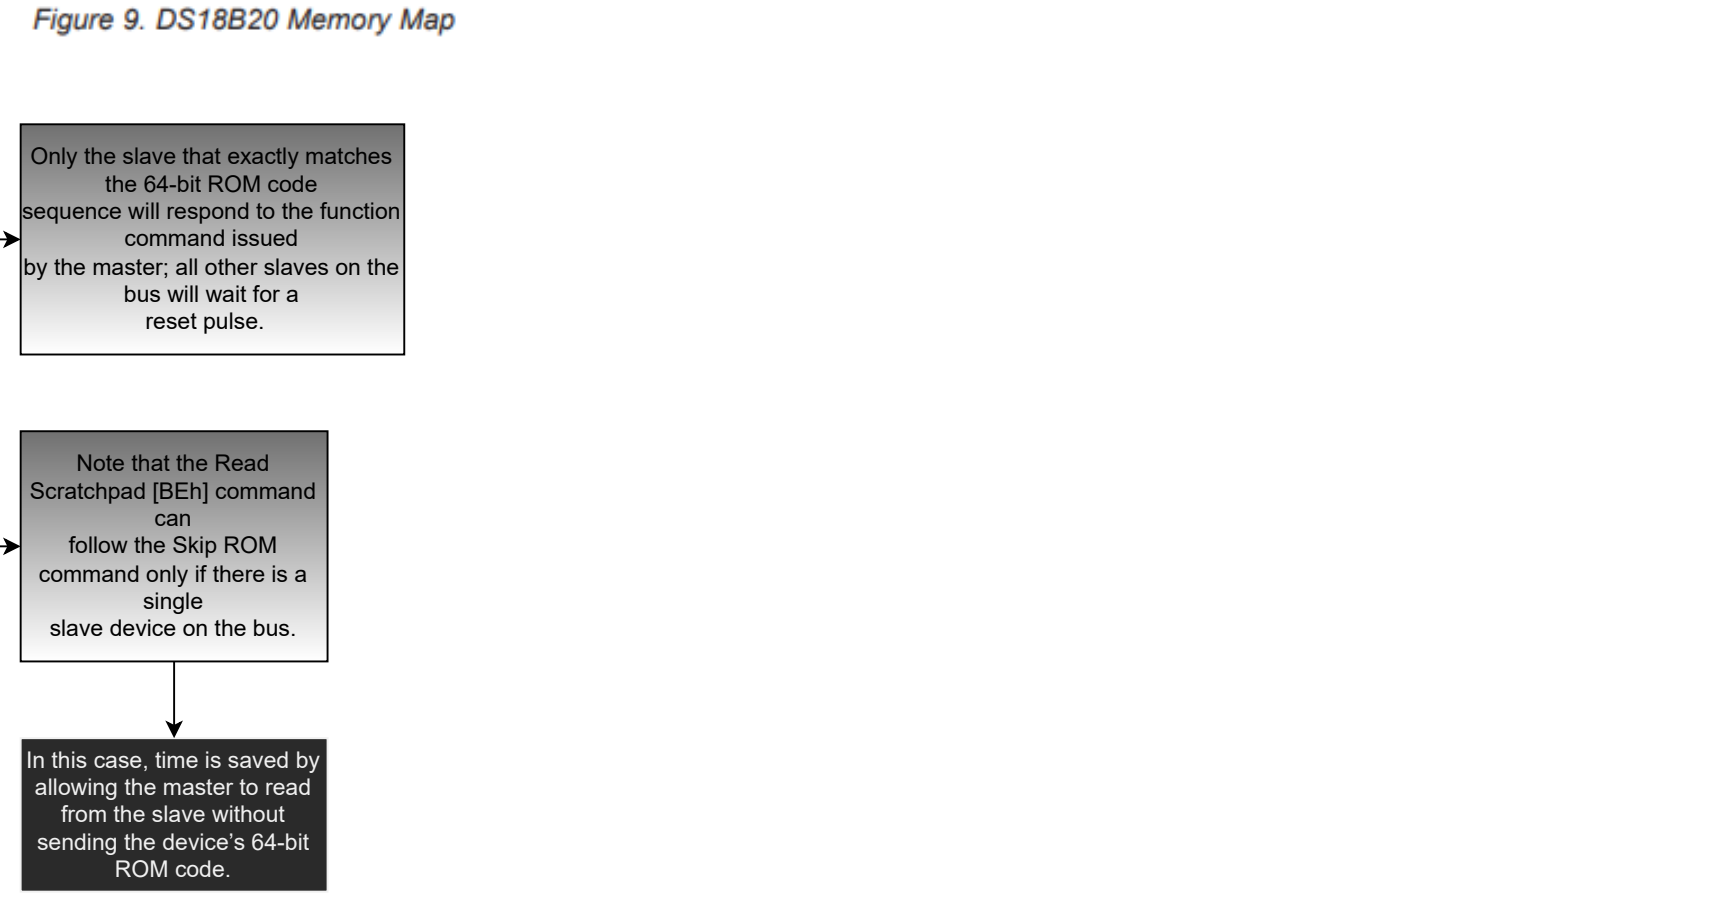 Figure 9. DS18B20 Memory Map
Only the slave that exactly matches
the 64-bit ROM code
sequence will respond to the function
command issued
by the master; all other slaves on the
bus will wait for a
reset pulse.
Note that the Read
Scratchpad [BEh] command
can
follow the Skip ROM
command only if there is a
single
slave device on the bus.
In this case, time is saved by
allowing the master to read
from the slave without
sending the device’s 64-bit
ROM code.